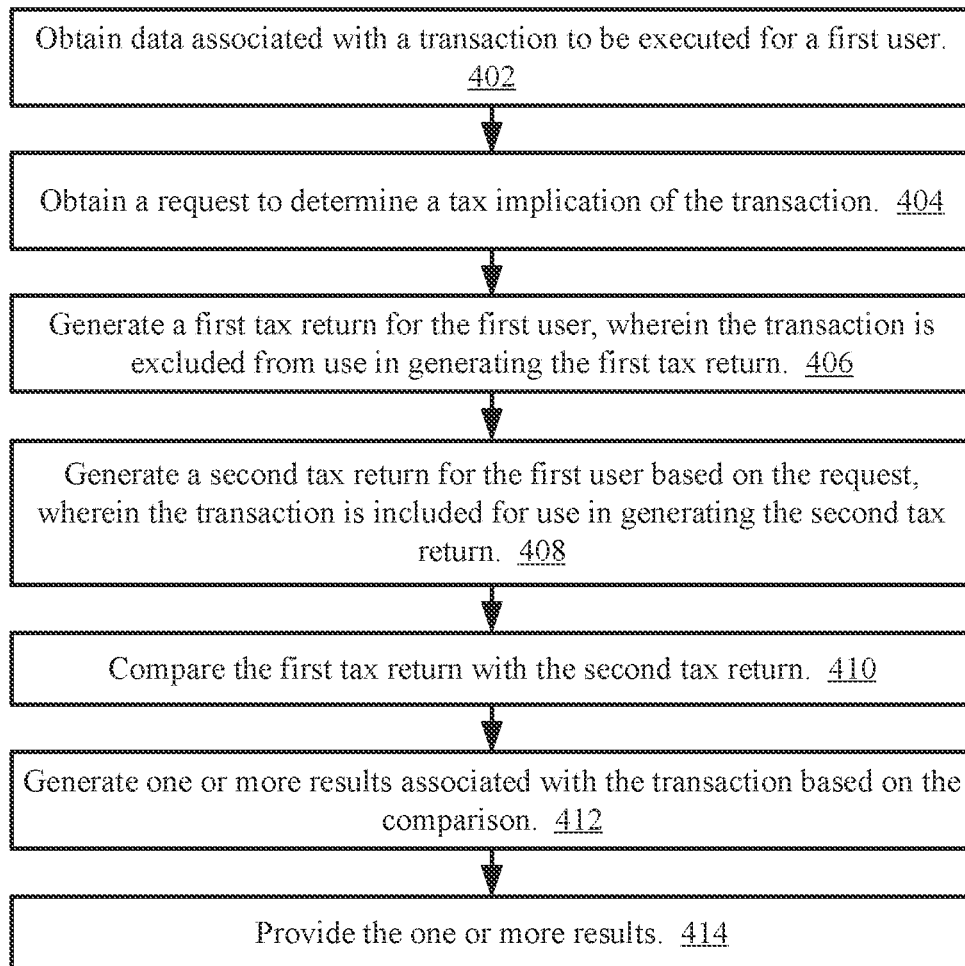 Obtain data associated with a transaction to be executed for a first user.
402
Obtain a request to determine a tax implication of the transaction. 404
Generate a first tax return for the first user, wherein the transaction is
excluded from use in generating the first tax return. 406
Generate a second tax return for the first user based on the request,
wherein the transaction is included for use in generating the second tax
return. 408
Compare the first tax return with the second tax return. 410
Generate one or more results associated with the transaction based on the
comparison. 412
Provide the one or more results. 414